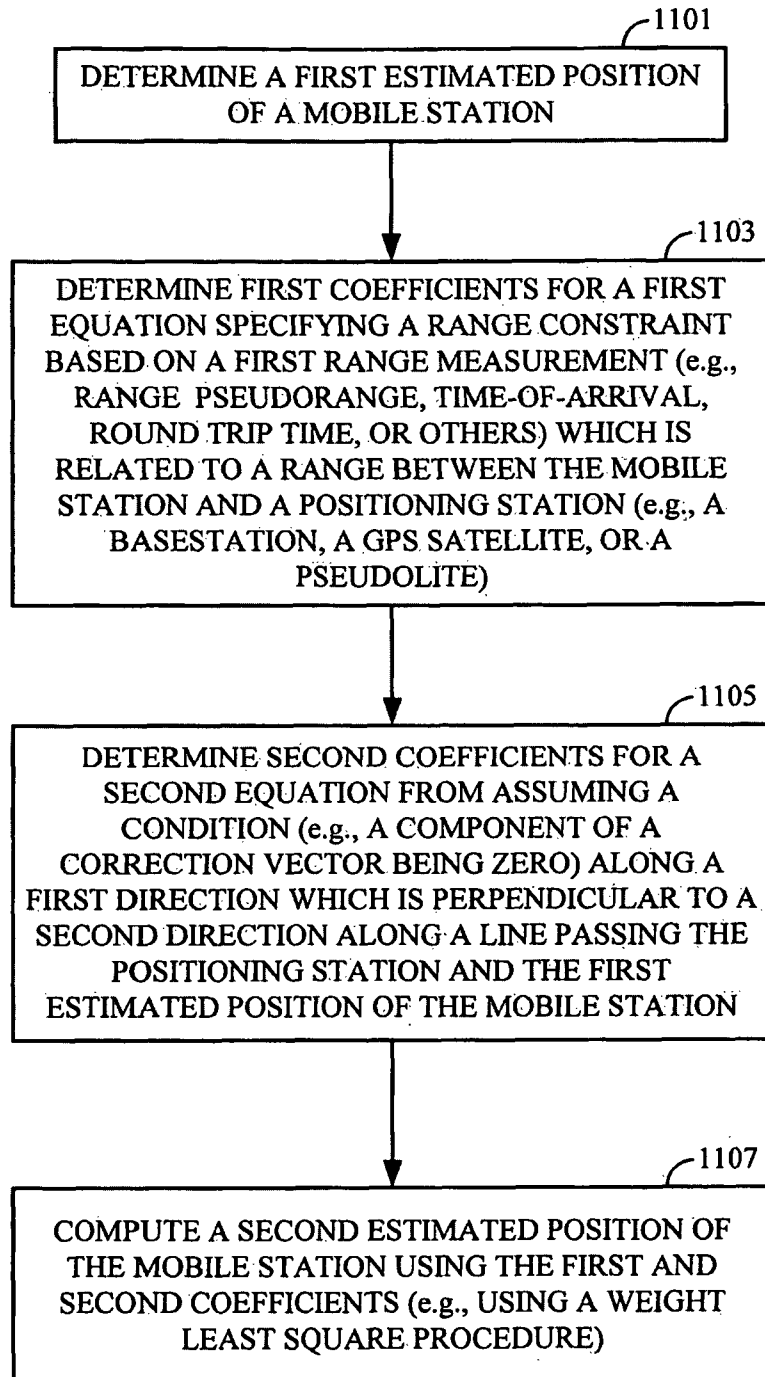 1101
DETERMINE A FIRST ESTIMATED POSITION
OF A MOBILE STATION
1103
DETERMINE FIRST COEFFICIENTS FOR A FIRST
EQUATION SPECIFYING A RANGE CONSTRAINT
BASED ON A FIRST RANGE MEASUREMENT (e.g.,
RANGE PSEUDORANGE, TIME-OF-ARRIVAL,
ROUND TRIP TIME, OR OTHERS) WHICH IS
RELATED TO A RANGE BETWEEN THE MOBILE
STATION AND A POSITIONING STATION (e.g., A
BASESTATION, A GPS SATELLITE, OR A
PSEUDOLITE)
1105
DETERMINE SECOND COEFFICIENTS FOR A
SECOND EQUATION FROM ASSUMING A
CONDITION (e.g., A COMPONENT OF A
CORRECTION VECTOR BEING ZERO) ALONG A
FIRST DIRECTION WHICH IS PERPENDICULAR TO A
SECOND DIRECTION ALONG A LINE PASSING THE
POSITIONING STATION AND THE FIRST
ESTIMATED POSITION OF THE MOBILE STATION
1107
COMPUTE A SECOND ESTIMATED POSITION OF
THE MOBILE STATION USING THE FIRST AND
SECOND COEFFICIENTS (e.g., USING A WEIGHT
LEAST SQUARE PROCEDURE)